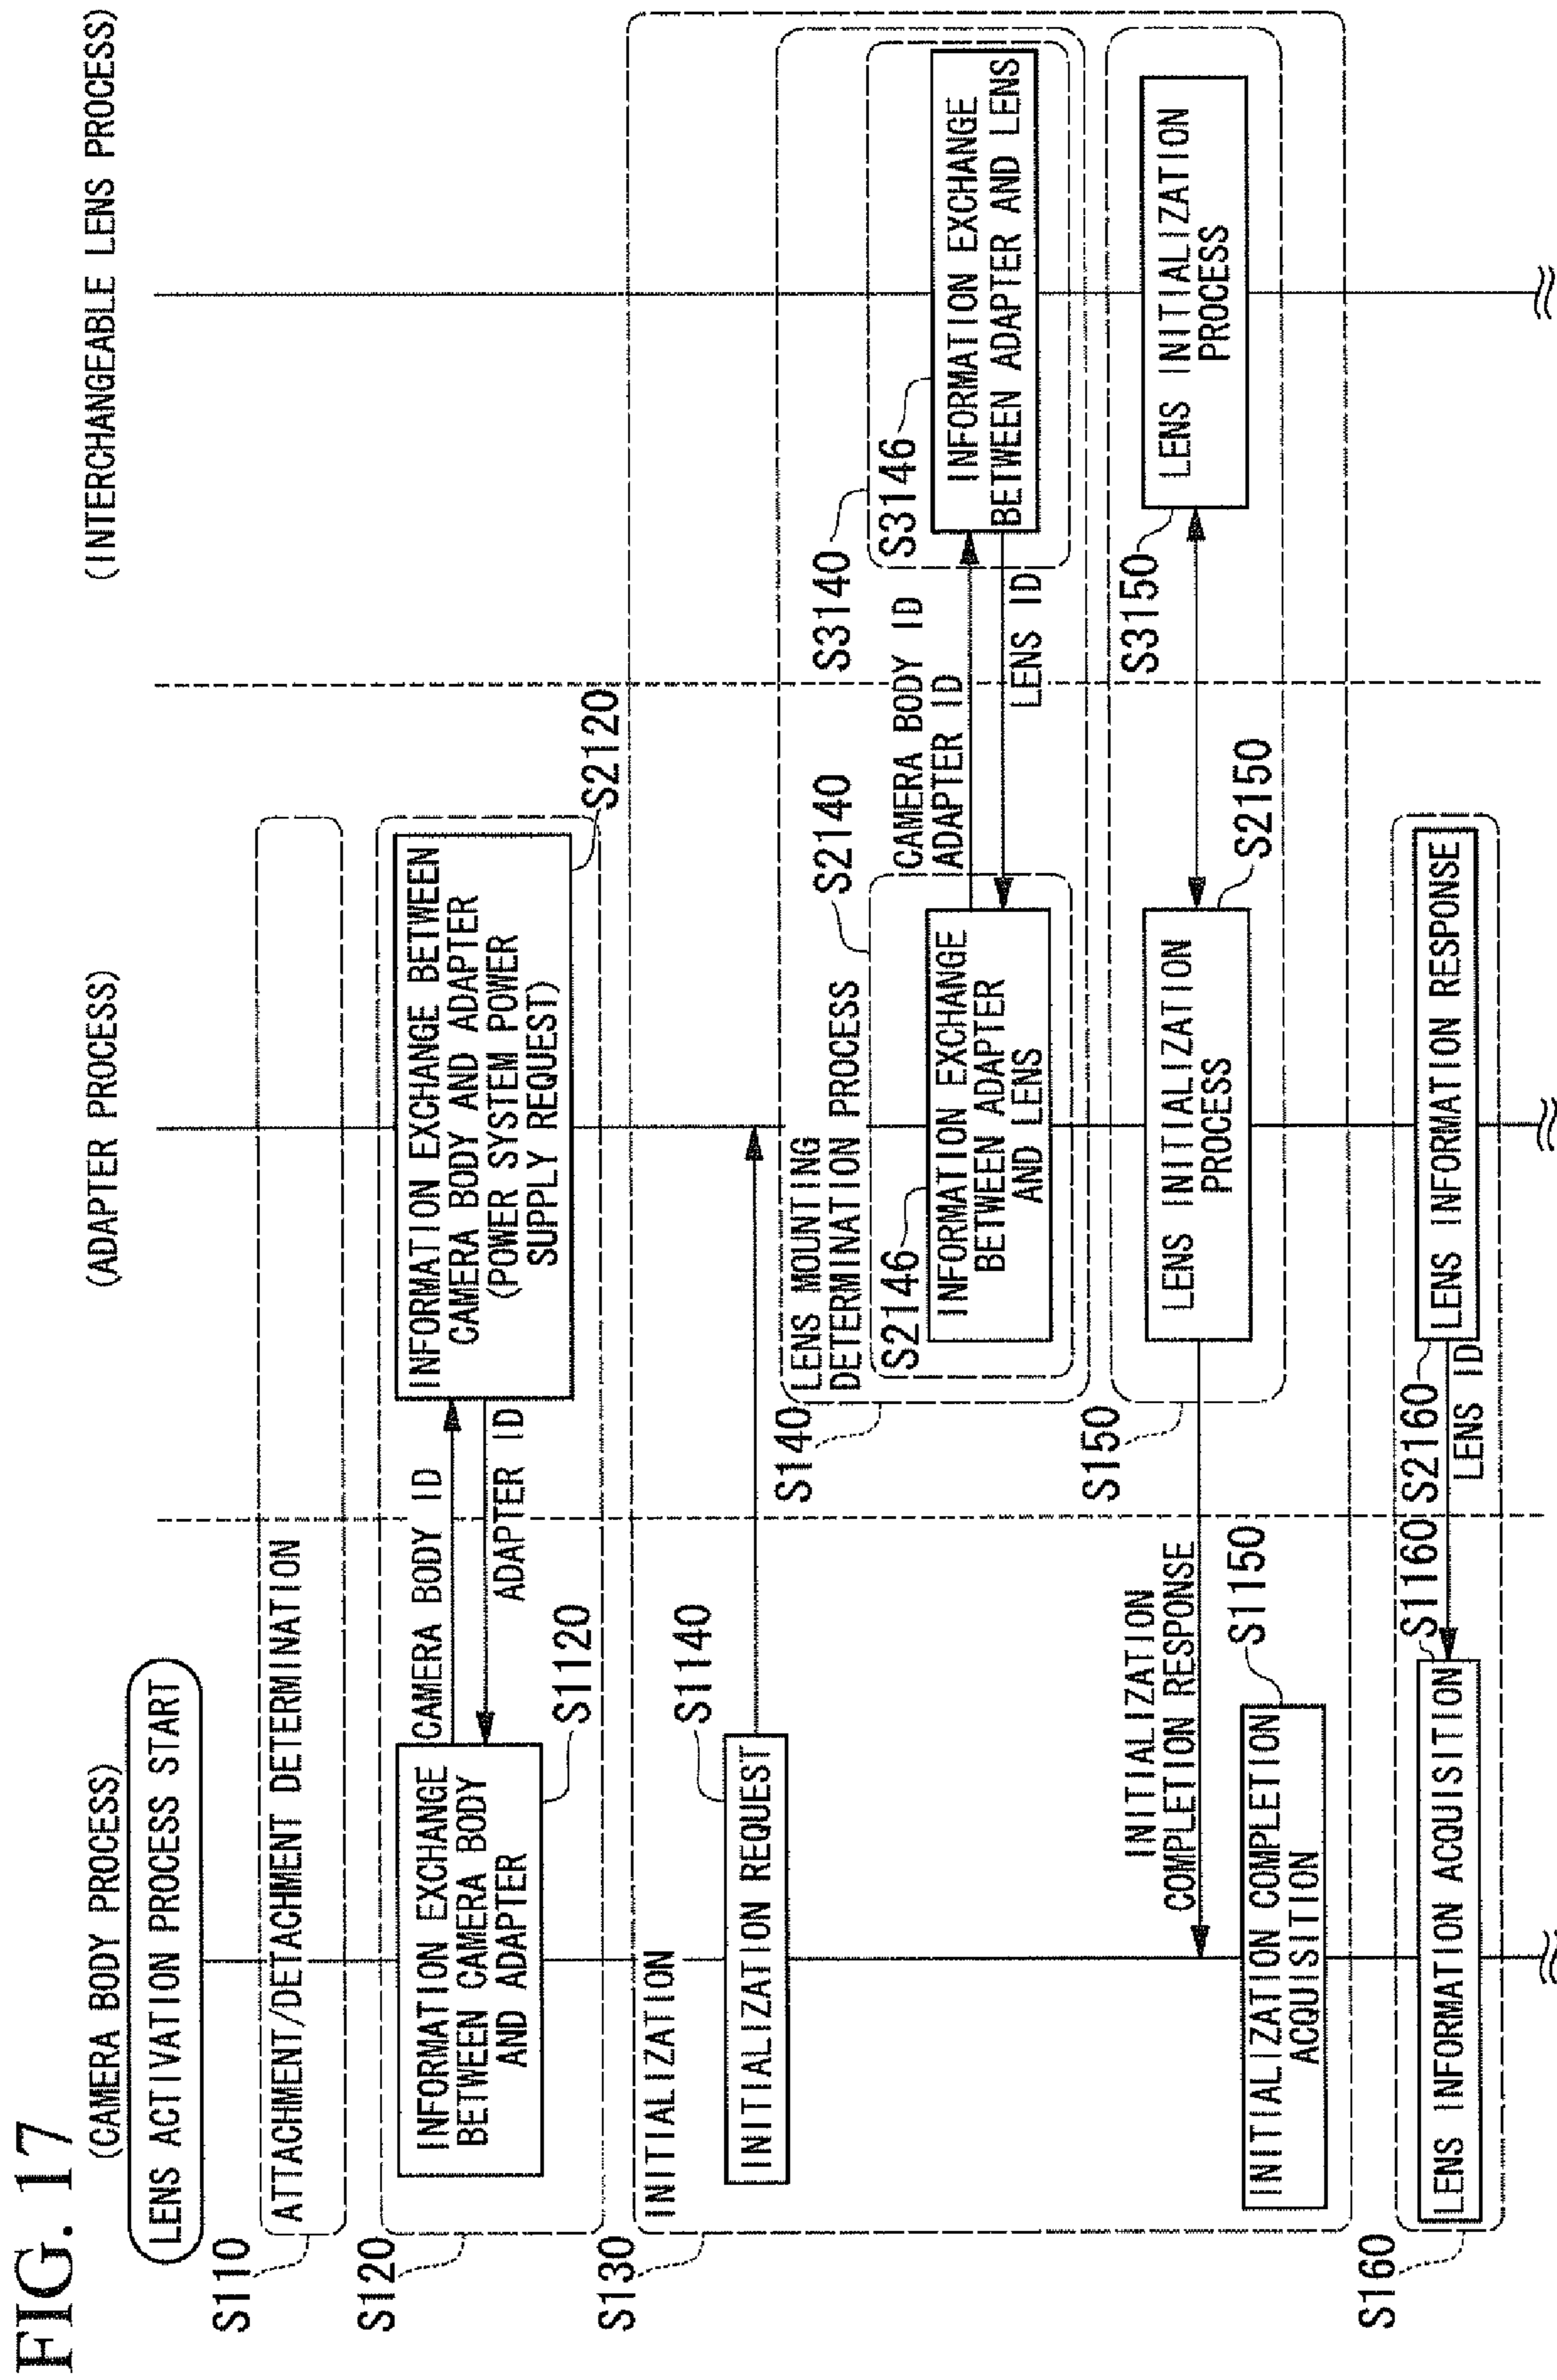 FIG. 17
(CAMERA BODY PROCESS)
(ADAPTER PROCESS)
(INTERCHANGEABLE LENS PROCESS)
LENS ACTIVATION PROCESS START
S110
ATTACHMENT/DETACHMENT DETERMINATION
S120
INFORMATION EXCHANGE
BETWEEN CAMERA BODY
AND ADAPTER
S1120
CAMERA BODY ID
ADAPTER ID
INFORMATION EXCHANGE BETWEEN
CAMERA BODY AND ADAPTER
(POWER SYSTEM POWER
SUPPLY REQUEST)
S2120
S130
INITIALIZATION
INITIALIZATION REQUEST
S1140
S140
LENS MOUNTING
DETERMINATION PROCESS
S2140
S2146
INFORMATION EXCHANGE
BETWEEN ADAPTER
AND LENS
CAMERA BODY ID
ADAPTER ID
LENS ID
S3140
S3146
INFORMATION EXCHANGE
BETWEEN ADAPTER AND LENS
S150
LENS INITIALIZATION
PROCESS
S2150
S3150
LENS INITIALIZATION
PROCESS
INITIALIZATION
COMPLETION RESPONSE
INITIALIZATION COMPLETION
ACQUISITION
S1150
S160
LENS INFORMATION ACQUISITION
S1160
S2160
LENS ID
LENS INFORMATION RESPONSE